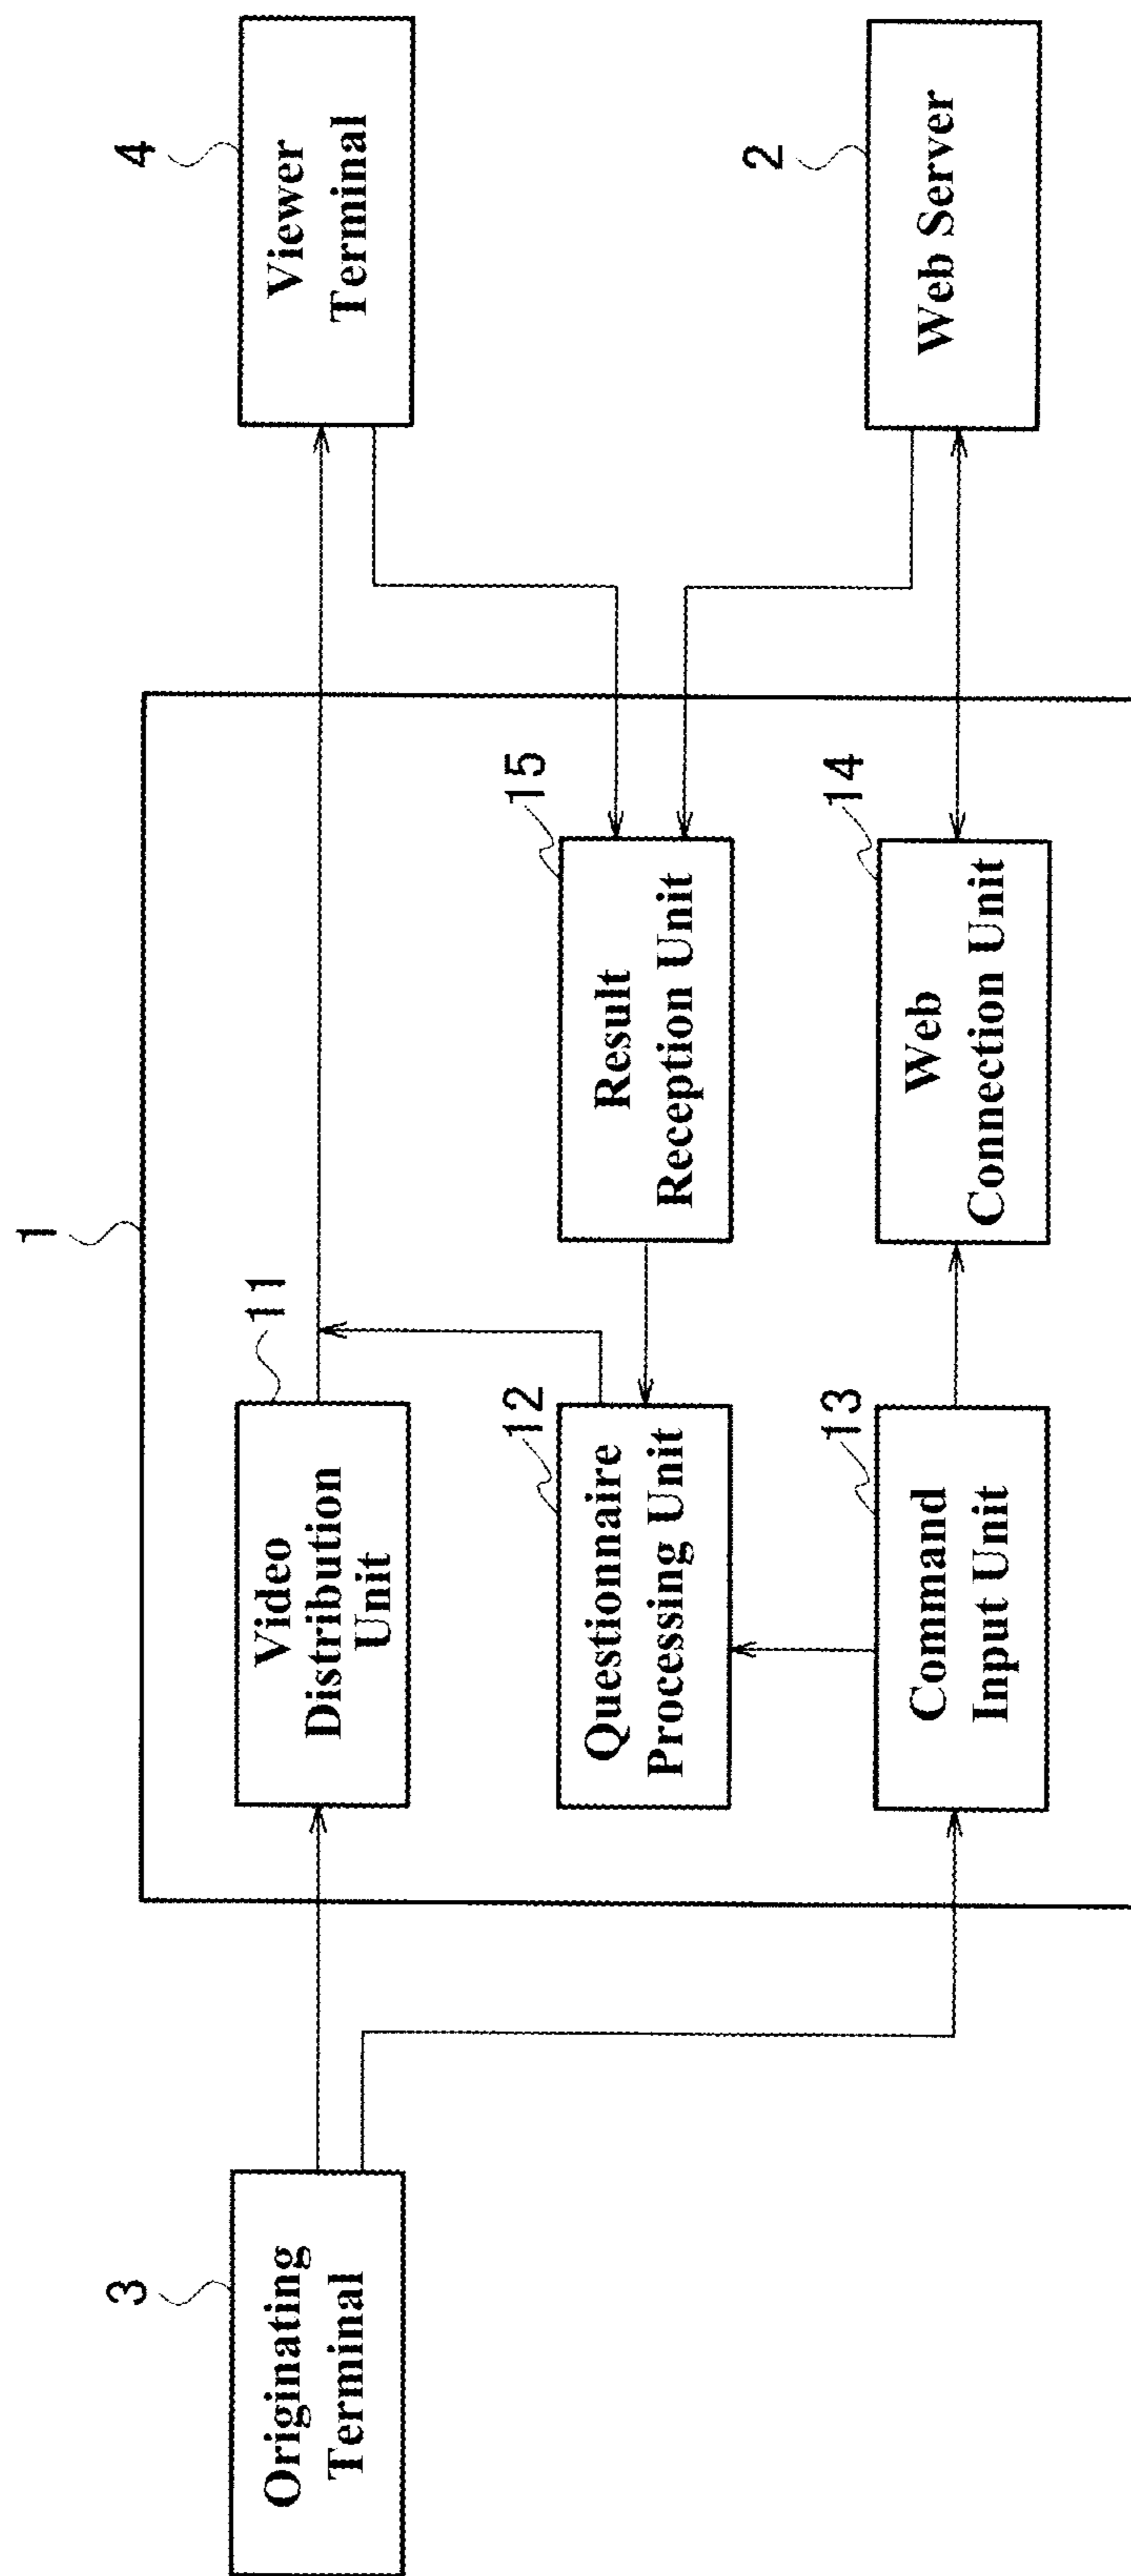 1
3
Originating
Terminal
11
Video
Distribution
Unit
4
Viewer
Terminal
12
Questionnaire
Processing Unit
15
Result
Reception Unit
13
Command
Input Unit
14
Web
Connection Unit
2
Web Server